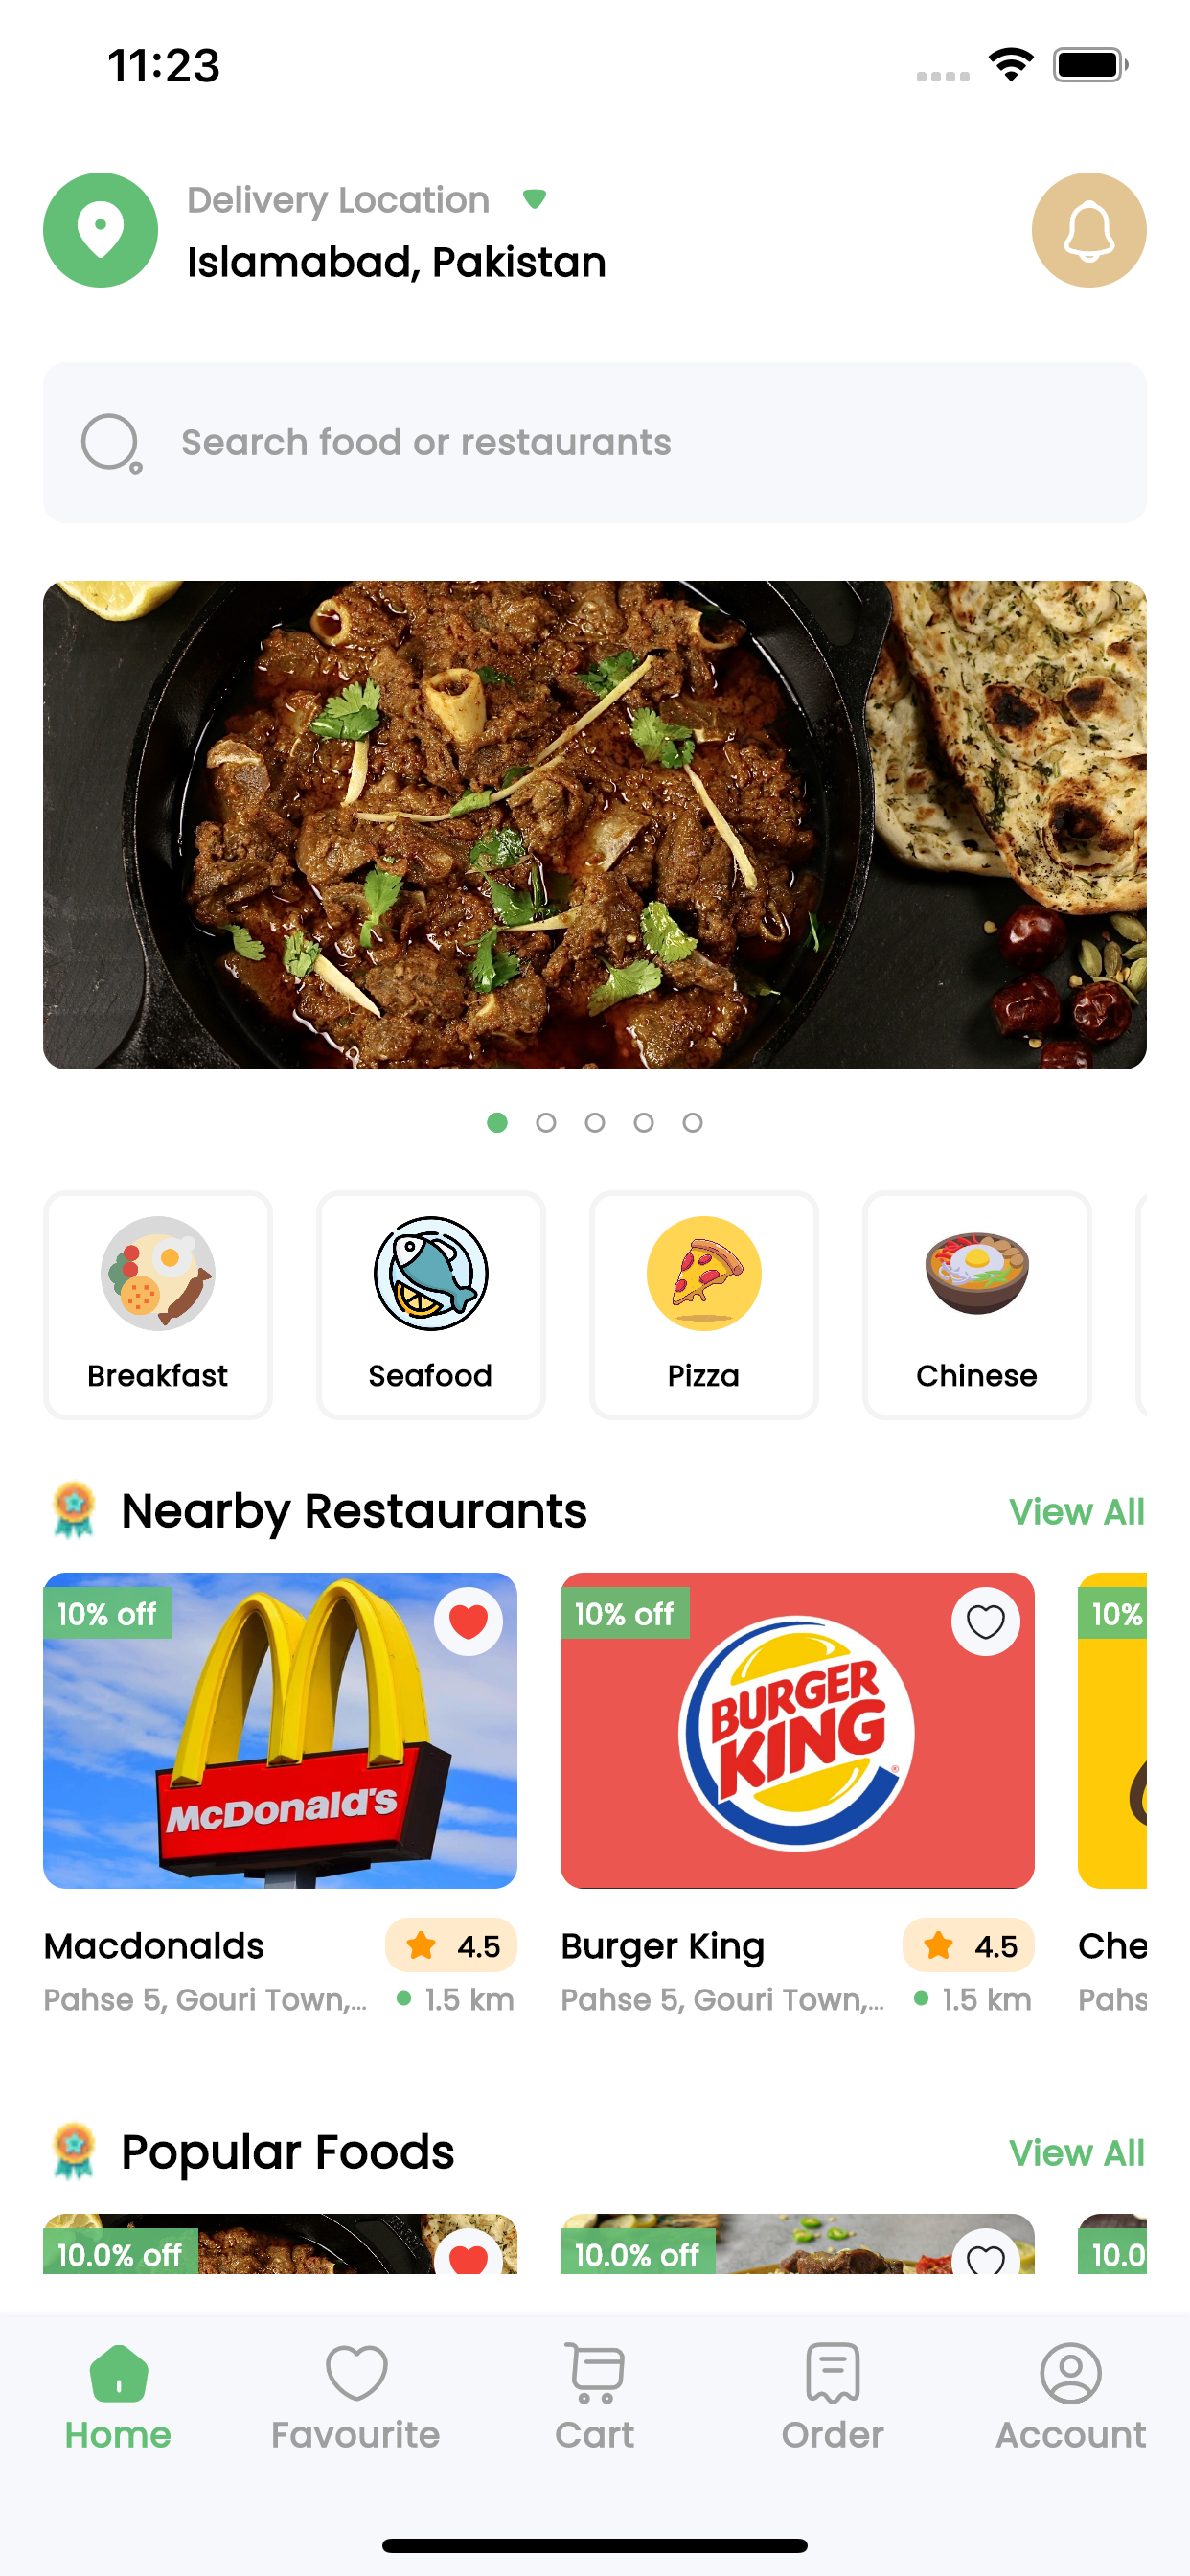 11:23
Delivery Location
Islamabad, Pakistan
Search food or restaurants
Breakfast
Seafood
Pizza
Chinese
Nearby Restaurants
View All
10% off
McDonald's
10% off
BURGER
KING
10%
Macdonalds
4.5
Pahse 5, Gouri Town,...
1.5 km
Burger King
4.5
Pahse 5, Gouri Town,...
1.5 km
Che
Pahs
Popular Foods
View All
10.0% off
10.0% off
10.0
Home
Favourite
Cart
Order
Account